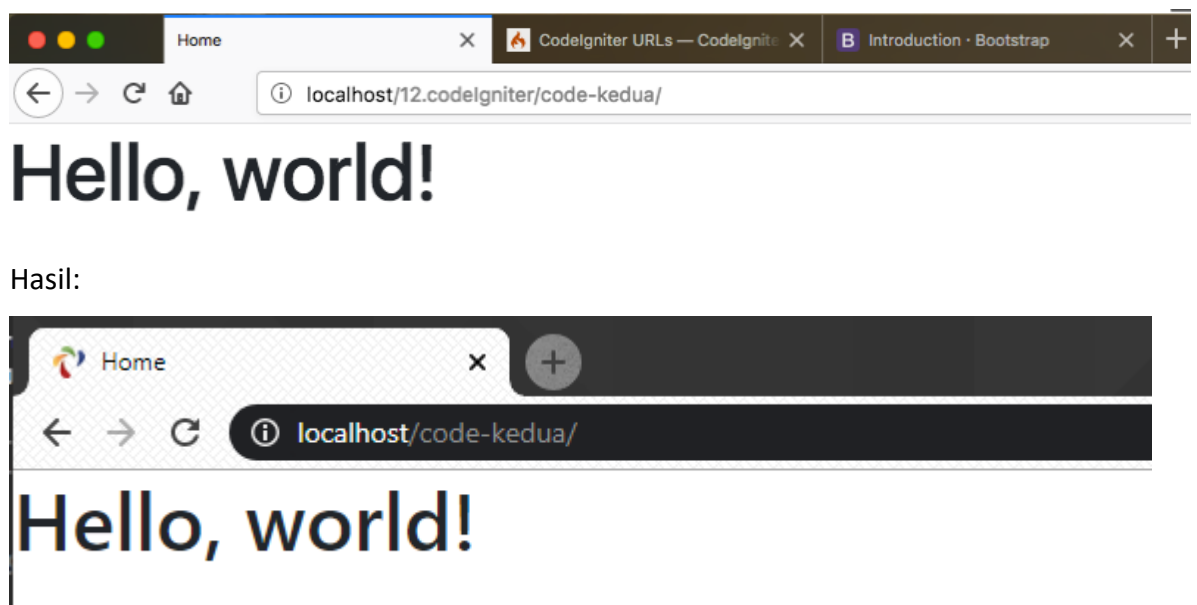 Home CodeIgniter URLs — CodeIgnite Introduction · Bootstrap
localhost/12.codeIgniter/code-kedua/
Hello, world!
Hasil:
Home
localhost/code-kedua/
Hello, world!